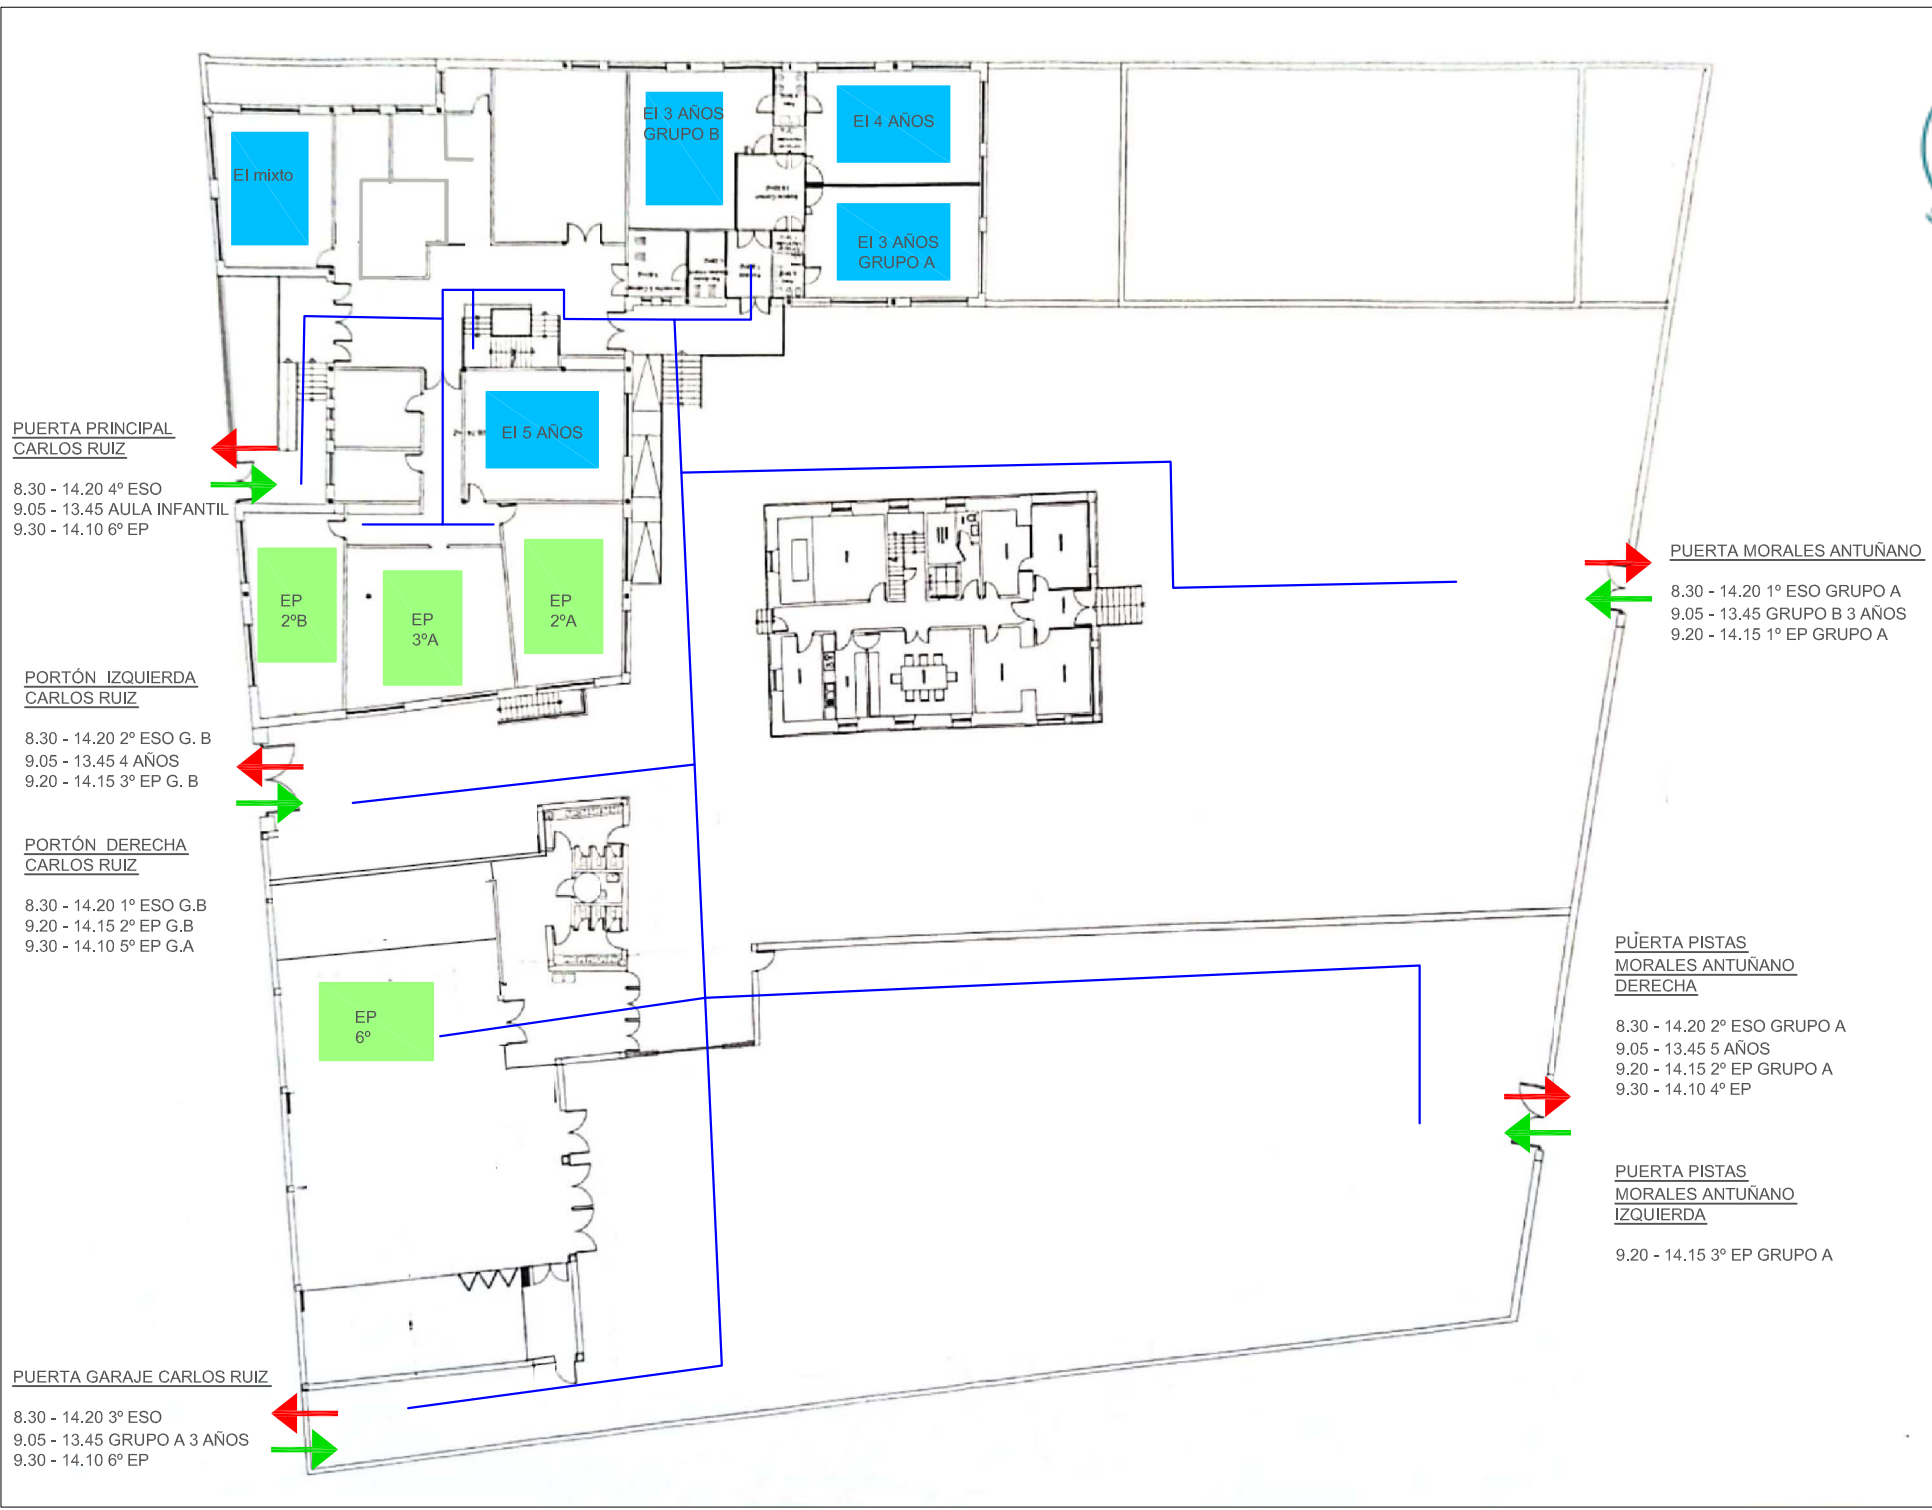 EI 3 AÑOS
GRUPO B
EI 4 AÑOS
EI mixto
EI 3 AÑOS
GRUPO A
EI 5 AÑOS
PUERTA PRINCIPAL
CARLOS RUIZ
8.30 - 14.20 4º ESO
9.05 - 13.45 AULA INFANTIL
9.30 - 14.10 6º EP
EP
2ºB
EP
3ºA
EP
2ºA
PUERTA MORALES ANTUÑANO
8.30 - 14.20 1º ESO GRUPO A
9.05 - 13.45 GRUPO B 3 AÑOS
9.20 - 14.15 1º EP GRUPO A
PORTÓN IZQUIERDA
CARLOS RUIZ
8.30 - 14.20 2º ESO G. B
9.05 - 13.45 4 AÑOS
9.20 - 14.15 3º EP G. B
PORTÓN DERECHA
CARLOS RUIZ
8.30 - 14.20 1º ESO G.B
9.20 - 14.15 2º EP G.B
9.30 - 14.10 5º EP G.A
EP
6º
PUERTA PISTAS
MORALES ANTUÑANO
DERECHA
8.30 - 14.20 2º ESO GRUPO A
9.05 - 13.45 5 AÑOS
9.20 - 14.15 2º EP GRUPO A
9.30 - 14.10 4º EP
PUERTA PISTAS
MORALES ANTUÑANO
IZQUIERDA
9.20 - 14.15 3º EP GRUPO A
PUERTA GARAJE CARLOS RUIZ
8.30 - 14.20 3º ESO
9.05 - 13.45 GRUPO A 3 AÑOS
9.30 - 14.10 6º EP